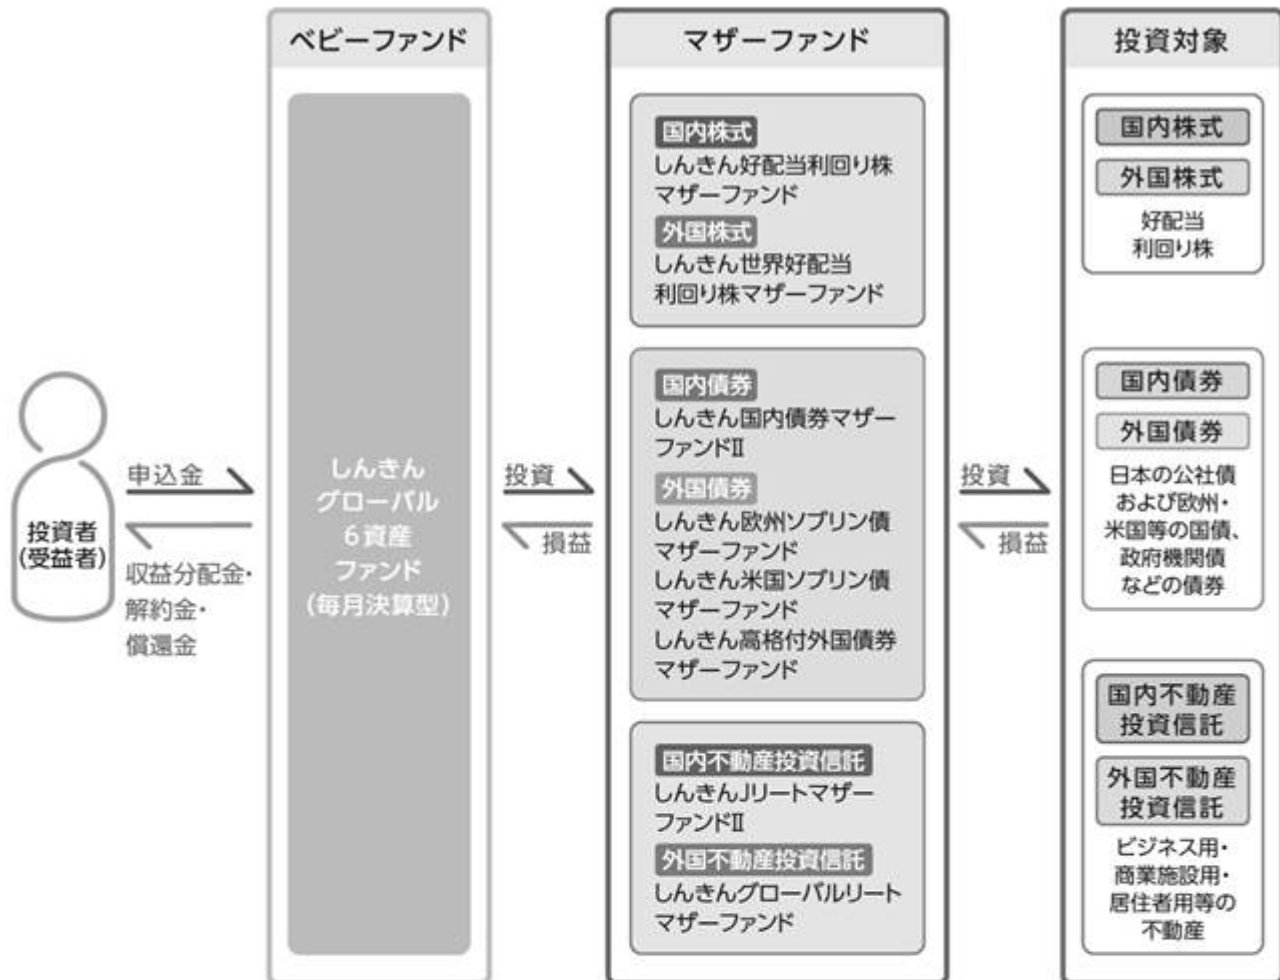 ベビーファンド
マザーファンド
投資対象
投資者
(受益者)
申込金
収益分配金・
解約金・
償還金
しんきん
グローバル
6資産
ファンド
(毎月決算型)
投資
損益
国内株式
しんきん好配当利回り株
マザーファンド
外国株式
しんきん世界好配当
利回り株マザーファンド
国内債券
しんきん国内債券マザー
ファンドⅡ
外国債券
しんきん欧州ソブリン債
マザーファンド
しんきん米国ソブリン債
マザーファンド
しんきん高格付外国債券
マザーファンド
国内不動産投資信託
しんきんJリートマザー
ファンドⅡ
外国不動産投資信託
しんきんグローバルリート
マザーファンド
投資
損益
国内株式
外国株式
好配当
利回り株
国内債券
外国債券
日本の公社債
および欧州・
米国等の国債、
政府機関債
などの債券
国内不動産
投資信託
外国不動産
投資信託
ビジネス用・
商業施設用・
居住者用等の
不動産